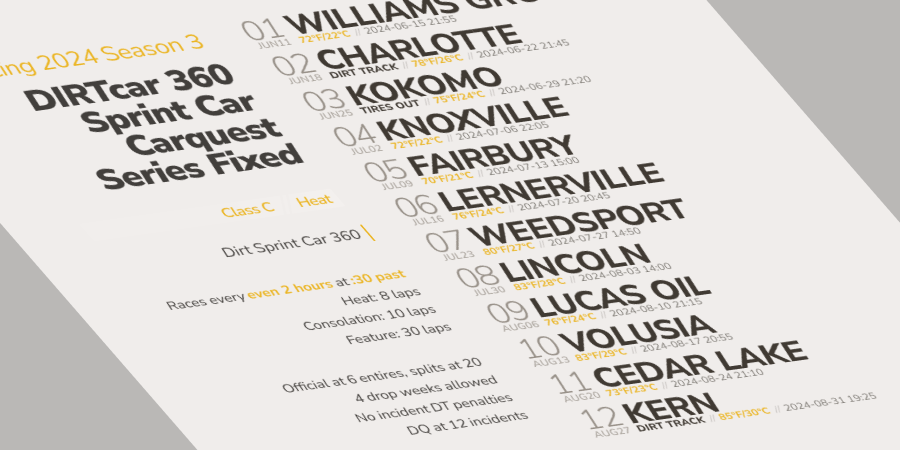 2024 Season 3
DIRTcar 360
Sprint Car
Carquest
Series Fixed
Class C
Heat
Dirt Sprint Car 360
Races every even 2 hours at :30 past
Heat: 8 laps
Consolation: 10 laps
Feature: 30 laps
Official at 6 entires, splits at 20
4 drop weeks allowed
No incident DT penalties
DQ at 12 incidents
01 WILLIAMS
JUN11 72°F/22°C // 2024-06-15 21:55
02 CHARLOTTE
JUN18 DIRT TRACK // 78°F/26°C // 2024-06-22 21:45
03 KOKOMO
JUN25 TIRES OUT // 75°F/24°C // 2024-06-29 21:20
04 KNOXVILLE
JUL02 72°F/22°C // 2024-07-06 22:05
05 FAIRBURY
JUL09 70°F/21°C // 2024-07-13 15:00
06 LERNERVILLE
JUL16 76°F/24°C // 2024-07-20 20:45
07 WEEDSPORT
JUL23 80°F/27°C // 2024-07-27 14:50
08 LINCOLN
JUL30 83°F/28°C // 2024-08-03 14:00
09 LUCAS OIL
AUG06 76°F/24°C // 2024-08-10 21:15
10 VOLUSIA
AUG13 83°F/29°C // 2024-08-17 20:55
11 CEDAR LAKE
AUG20 73°F/23°C // 2024-08-24 21:10
12 KERN
AUG27 DIRT TRACK // 85°F/30°C // 2024-08-31 19:25